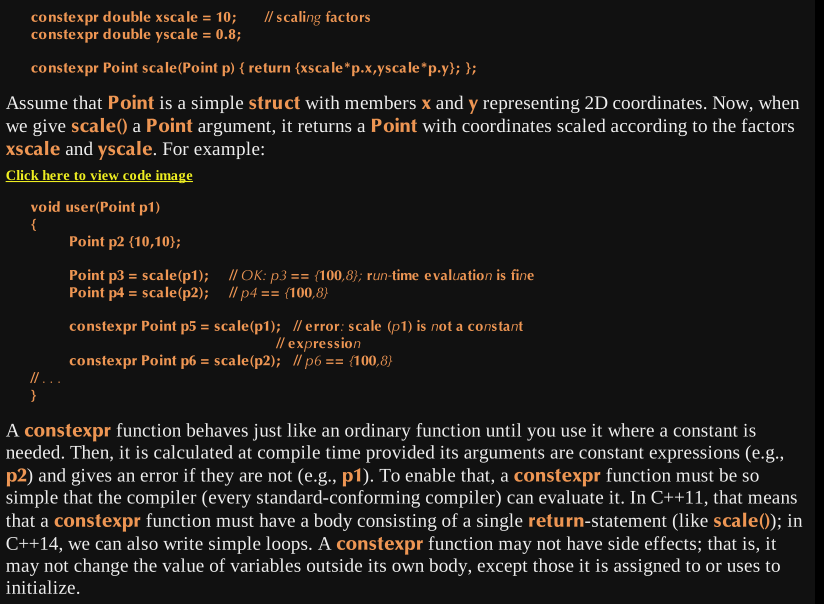 constexpr double xscale = 10;      // scaling factors
constexpr double yscale = 0.8;
constexpr Point scale(Point p) { return {xscale*p.x,yscale*p.y}; };
Assume that Point is a simple struct with members x and y representing 2D coordinates. Now, when
we give scale() a Point argument, it returns a Point with coordinates scaled according to the factors
xscale and yscale. For example:
Click here to view code image
void user(Point p1)
{
Point p2 {10,10};
Point p3 = scale(p1);    // OK: p3 == {100,8}; run-time evaluation is fine
Point p4 = scale(p2);    // p4 == {100,8}
constexpr Point p5 = scale(p1);   // error: scale (p1) is not a constant
// expression
constexpr Point p6 = scale(p2);   // p6 == {100,8}
// . . .
}
A constexpr function behaves just like an ordinary function until you use it where a constant is
needed. Then, it is calculated at compile time provided its arguments are constant expressions (e.g.,
p2) and gives an error if they are not (e.g., p1). To enable that, a constexpr function must be so
simple that the compiler (every standard-conforming compiler) can evaluate it. In C++11, that means
that a constexpr function must have a body consisting of a single return-statement (like scale()); in
C++14, we can also write simple loops. A constexpr function may not have side effects; that is, it
may not change the value of variables outside its own body, except those it is assigned to or uses to
initialize.